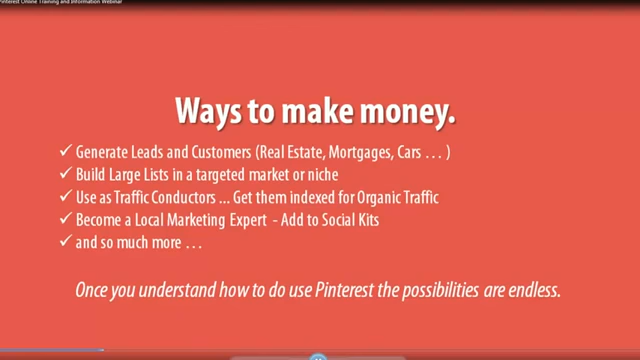 Pinterest Online Training and Information Webinar
Ways to make money.
✓ Generate Leads and Customers (Real Estate, Mortgages, Cars … )
✓ Build Large Lists in a targeted market or niche
✓ Use as Traffic Conductors ... Get them indexed for Organic Traffic
✓ Become a Local Marketing Expert - Add to Social Kits
✓ and so much more …
Once you understand how to do use Pinterest the possibilities are endless.